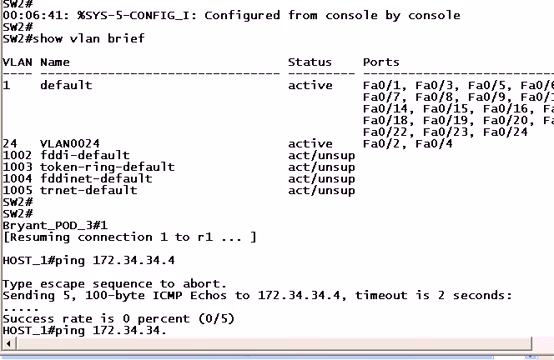 SW2#
00:06:41: %SYS-5-CONFIG_I: Configured from console by console
SW2#
SW2#show vlan brief
VLAN Name Status Ports
---- -------------------------------- --------- -------------------
1 default active Fa0/1, Fa0/3, Fa0/5, Fa0/6
Fa0/7, Fa0/8, Fa0/9, Fa0/1
Fa0/14, Fa0/15, Fa0/16, Fa
Fa0/18, Fa0/19, Fa0/20, Fa
Fa0/22, Fa0/23, Fa0/24
24 VLAN0024 active Fa0/2, Fa0/4
1002 fddi-default act/unsup
1003 token-ring-default act/unsup
1004 fddinet-default act/unsup
1005 trnet-default act/unsup
SW2#
SW2#
Bryant_POD_3#1
[Resuming connection 1 to r1 ... ]
HOST_1#ping 172.34.34.4
Type escape sequence to abort.
Sending 5, 100-byte ICMP Echos to 172.34.34.4, timeout is 2 seconds:
.....
Success rate is 0 percent (0/5)
HOST_1#ping 172.34.34.